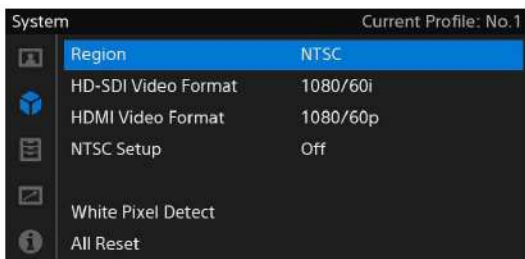 System Current Profile: No.1
Region NTSC
HD-SDI Video Format 1080/60i
HDMI Video Format 1080/60p
NTSC Setup Off
White Pixel Detect
All Reset